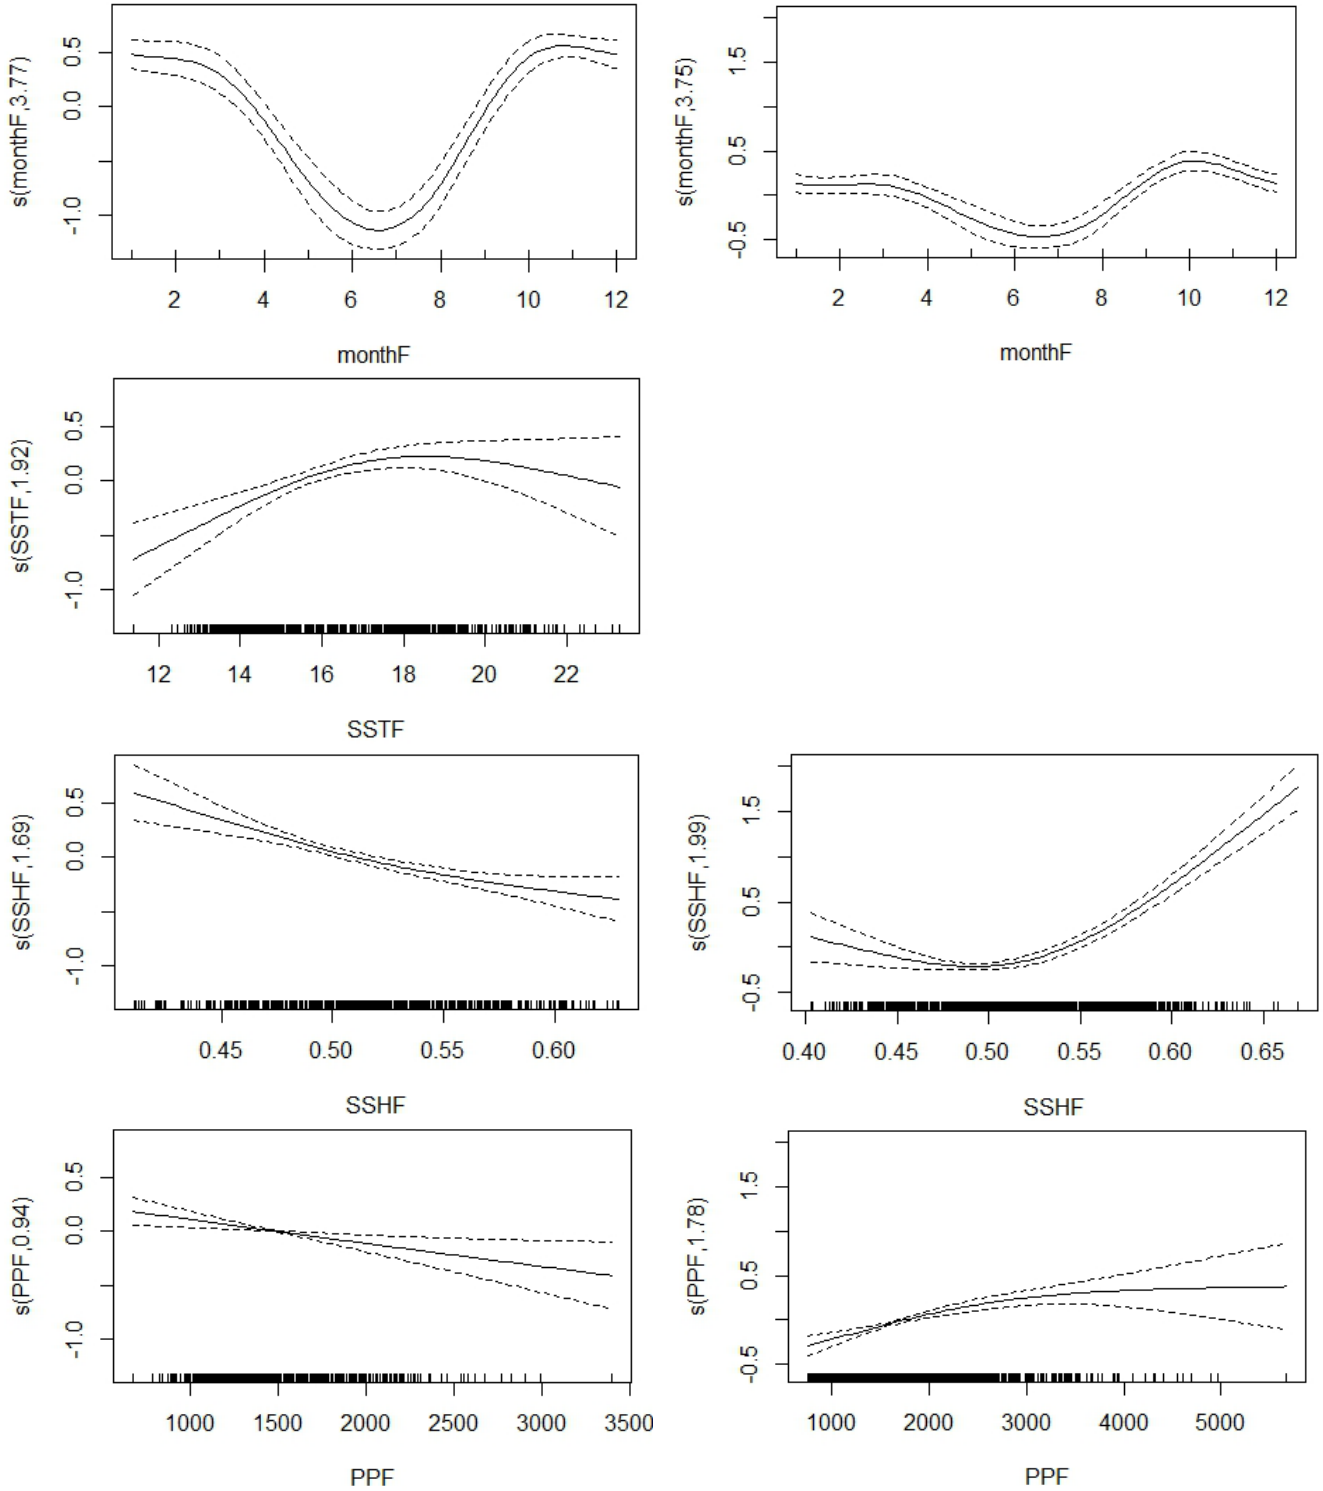 s(monthF,3.77)
0.5
0.0
-1.0
2 4 6 8 10 12
monthF
s(monthF,3.75)
1.5
0.5
-0.5
2 4 6 8 10 12
monthF
s(SSTF,1.92)
0.5
0.0
-1.0
12 14 16 18 20 22
SSTF
s(SSHF,1.69)
0.5
0.0
-1.0
0.45 0.50 0.55 0.60
SSHF
s(SSHF,1.99)
1.5
0.5
-0.5
0.40 0.45 0.50 0.55 0.60 0.65
SSHF
s(PPF,0.94)
0.5
0.0
-1.0
1000 1500 2000 2500 3000 3500
PPF
s(PPF,1.78)
1.5
0.5
-0.5
1000 2000 3000 4000 5000
PPF